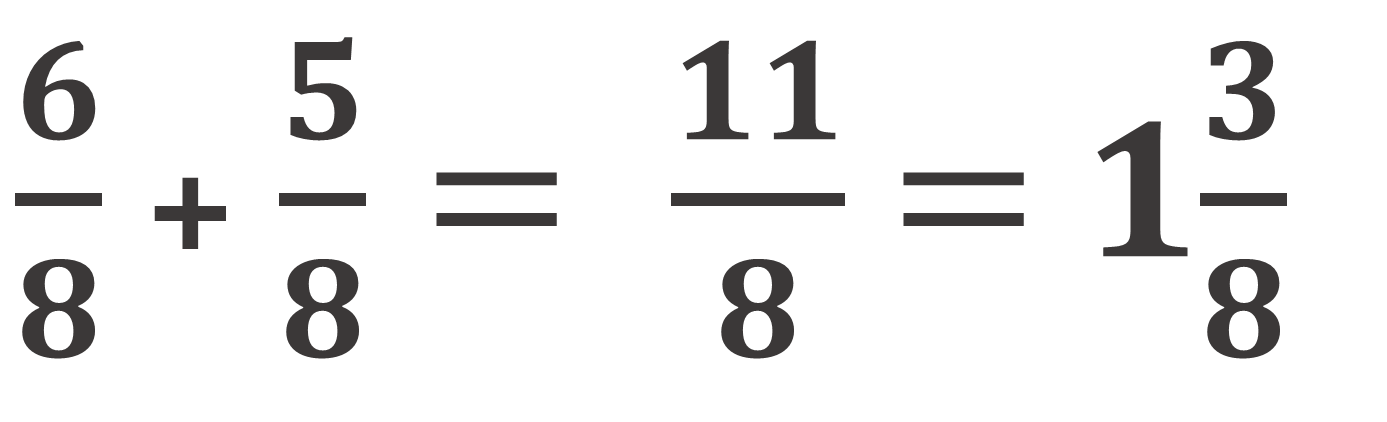 6/8 + 5/8 = 11/8 = 1 3/8